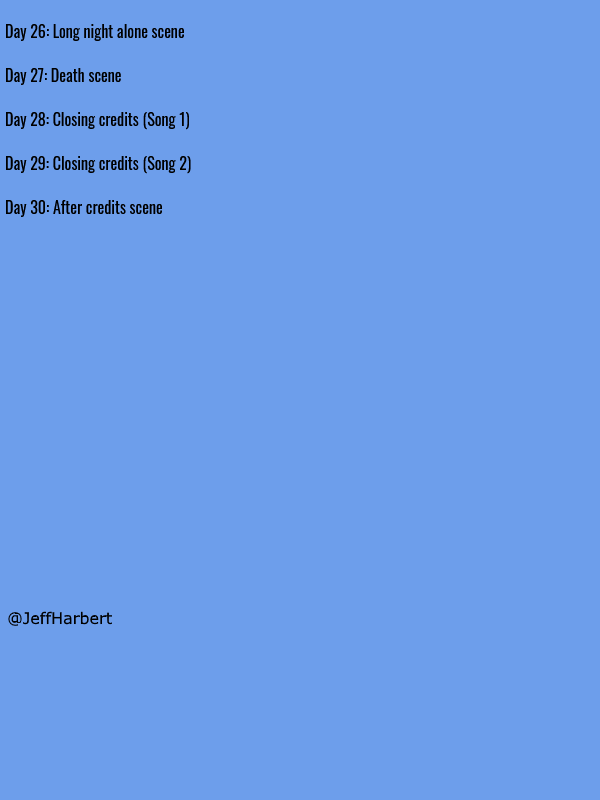 Day 26: Long night alone scene
Day 27: Death scene
Day 28: Closing credits (Song 1)
Day 29: Closing credits (Song 2)
Day 30: After credits scene
@JeffHarbert